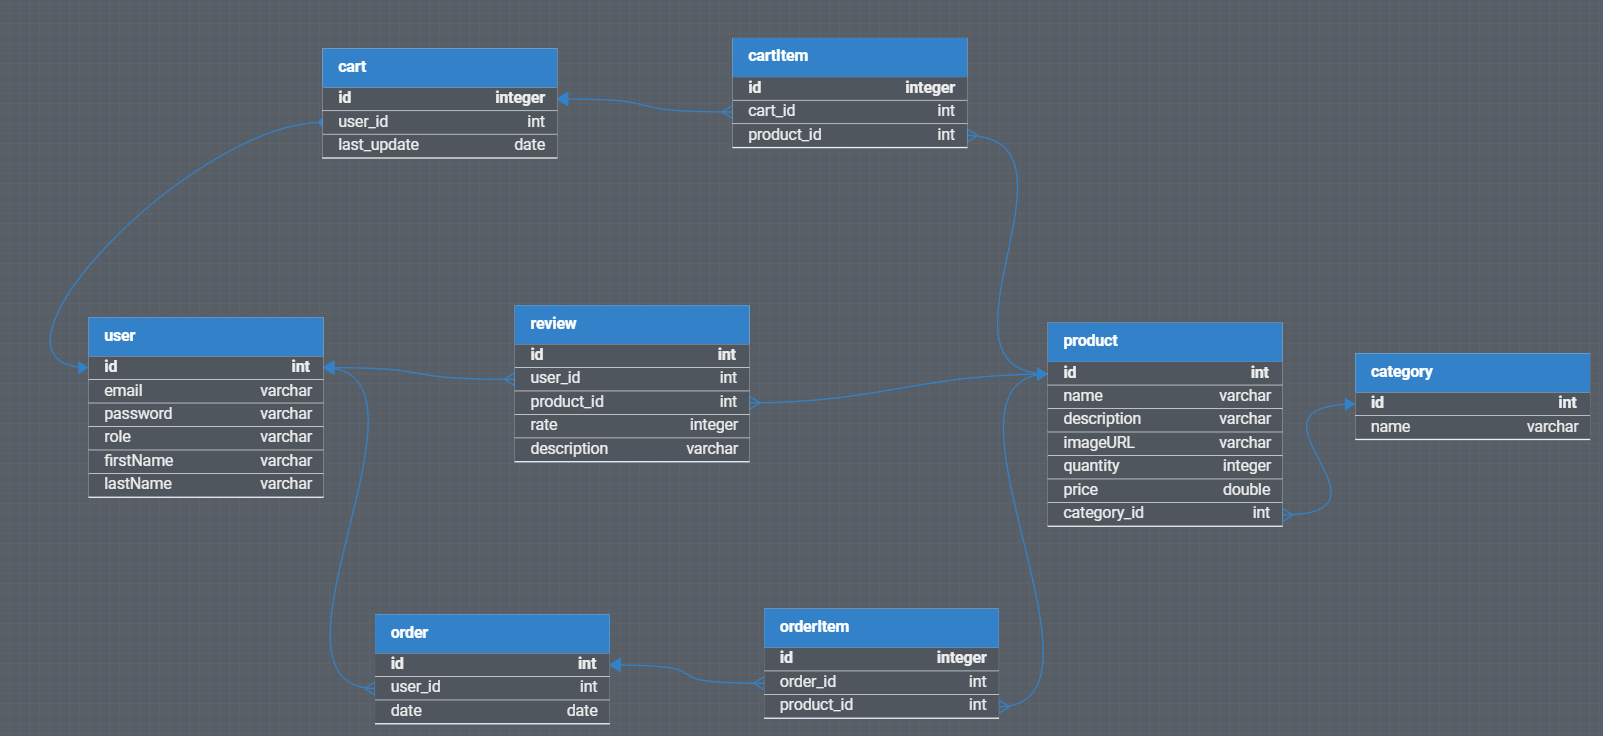 cart
id integer
user_id int
last_update date
cartItem
id integer
cart_id int
product_id int
user
id int
email varchar
password varchar
role varchar
firstName varchar
lastName varchar
review
id int
user_id int
product_id int
rate integer
description varchar
product
id int
name varchar
description varchar
imageURL varchar
quantity integer
price double
category_id int
category
id int
name varchar
order
id int
user_id int
date date
orderItem
id integer
order_id int
product_id int